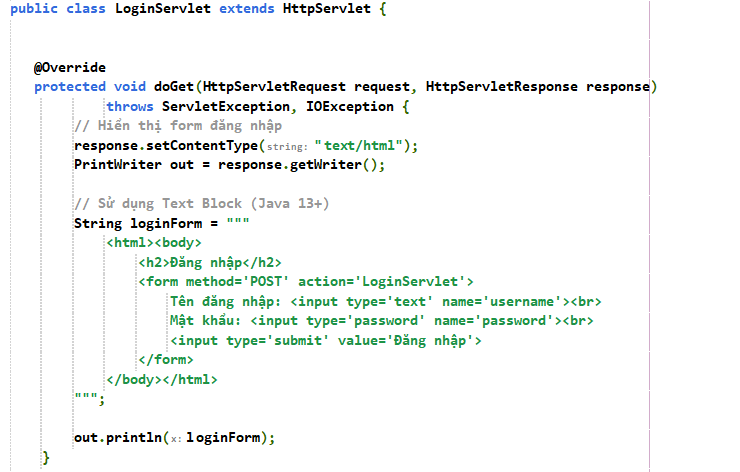 public class LoginServlet extends HttpServlet {
@Override
protected void doGet(HttpServletRequest request, HttpServletResponse response)
throws ServletException, IOException {
// Hiển thị form đăng nhập
response.setContentType(string: "text/html");
PrintWriter out = response.getWriter();
// Sử dụng Text Block (Java 13+)
String loginForm = """
<html><body>
<h2>Đăng nhập</h2>
<form method='POST' action='LoginServlet'>
Tên đăng nhập: <input type='text' name='username'><br>
Mật khẩu: <input type='password' name='password'><br>
<input type='submit' value='Đăng nhập'>
</form>
</body></html>
""";
out.println(x: loginForm);
}